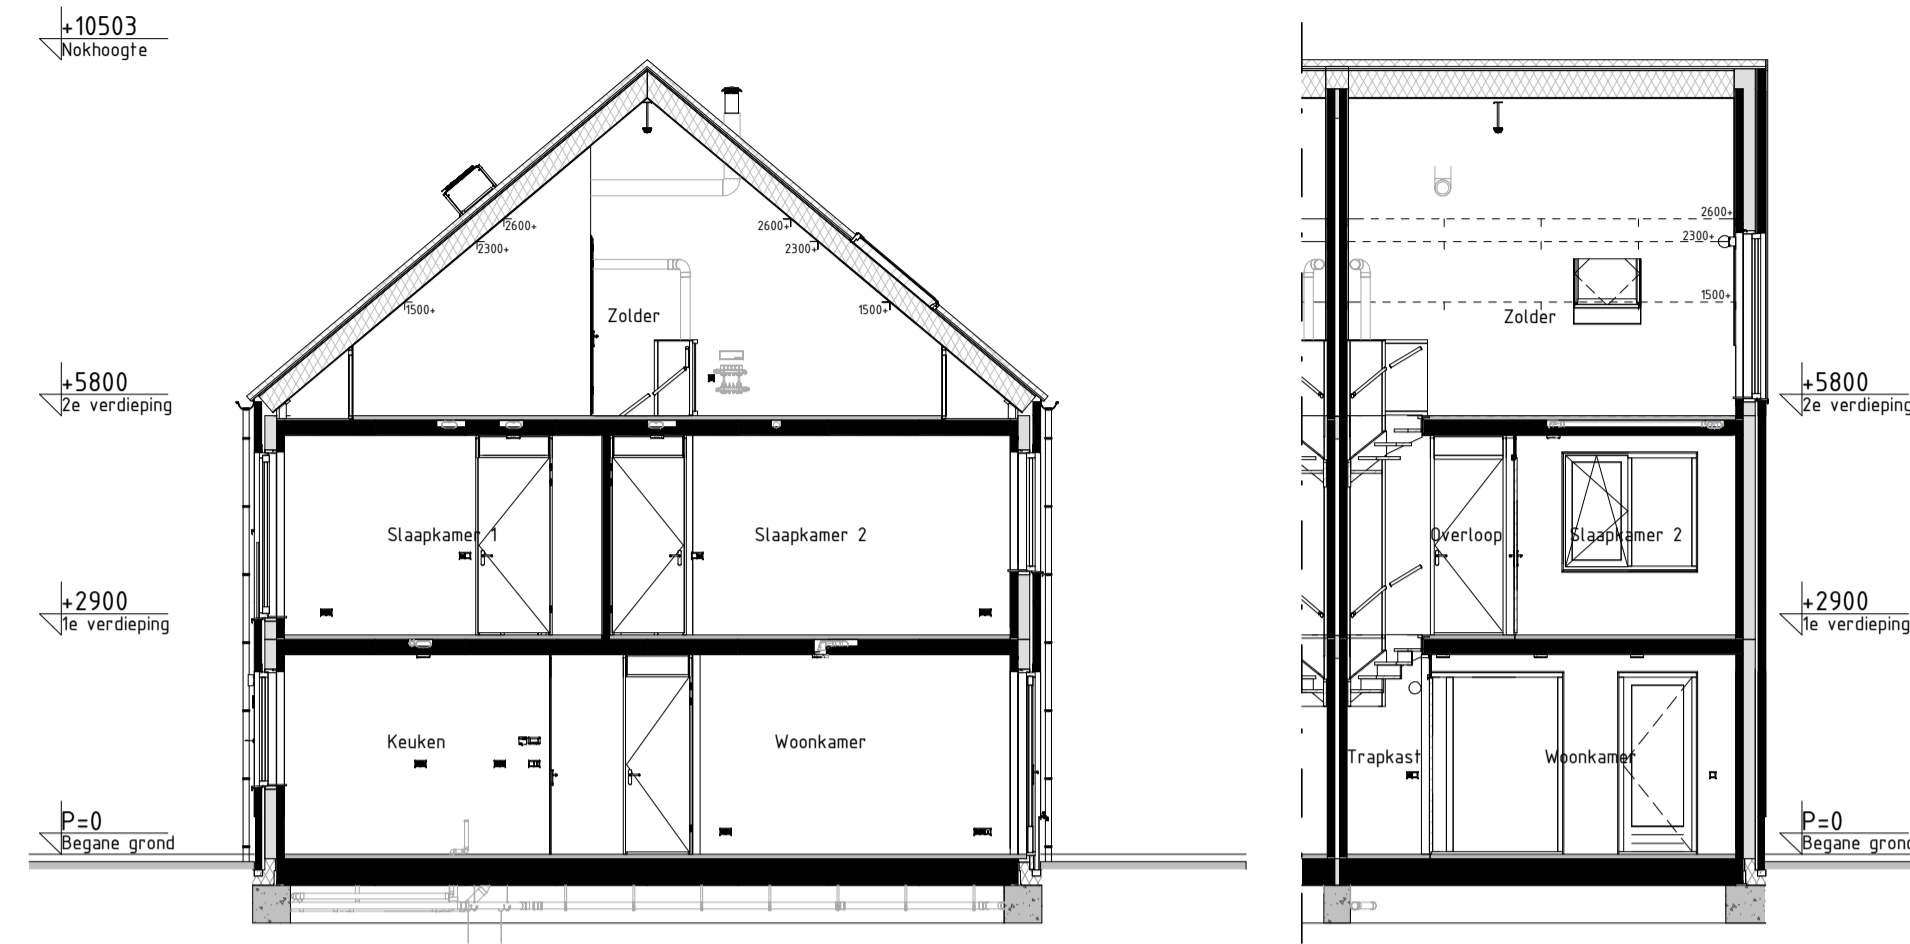 +10503
Nokhoogte
2600+
2600+
2300+
2300+
1500+
1500+
Zolder
+5800
2e verdieping
Slaapkamer 1
Slaapkamer 2
+2900
1e verdieping
Keuken
Woonkamer
P=0
Begane grond
2600+
2300+
1500+
Zolder
+5800
2e verdieping
Overloop
Slaapkamer 2
+2900
1e verdieping
Trapkast
Woonkamer
P=0
Begane grond